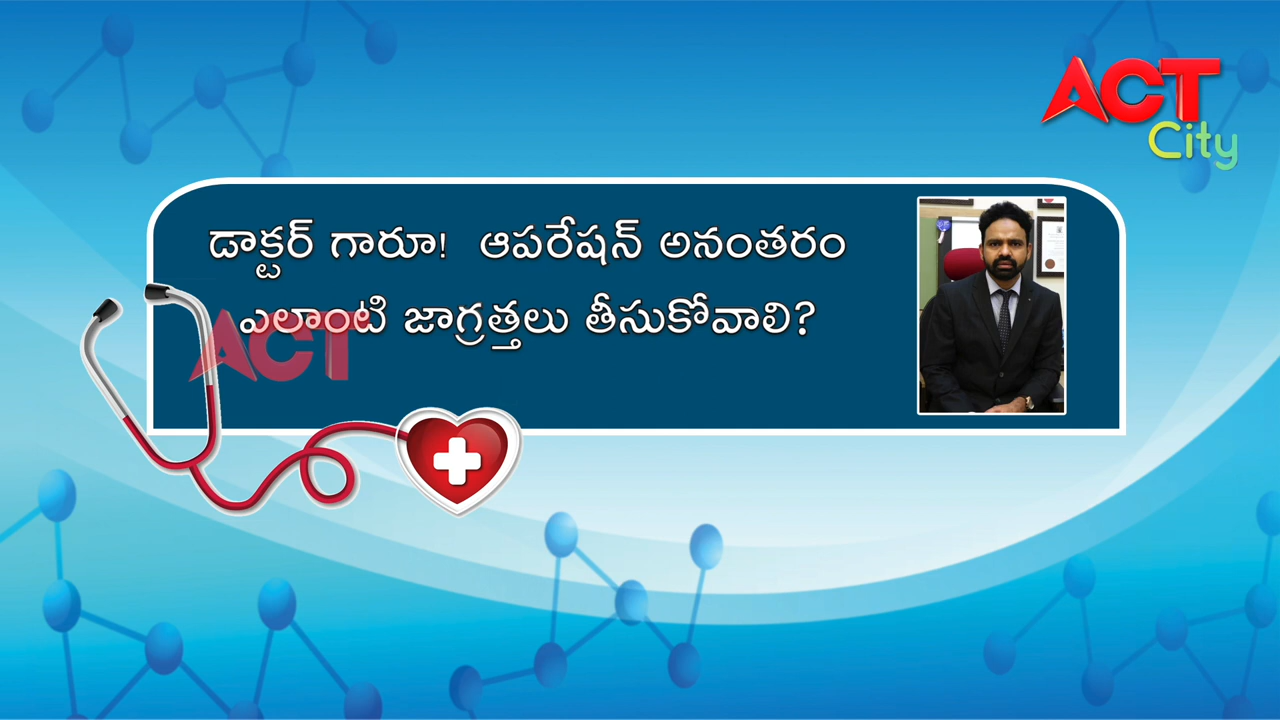 ACT
City
డాక్టర్ గారూ! ఆపరేషన్ అనంతరం
ఎలాంటి జాగ్రత్తలు తీసుకోవాలి?
ACT